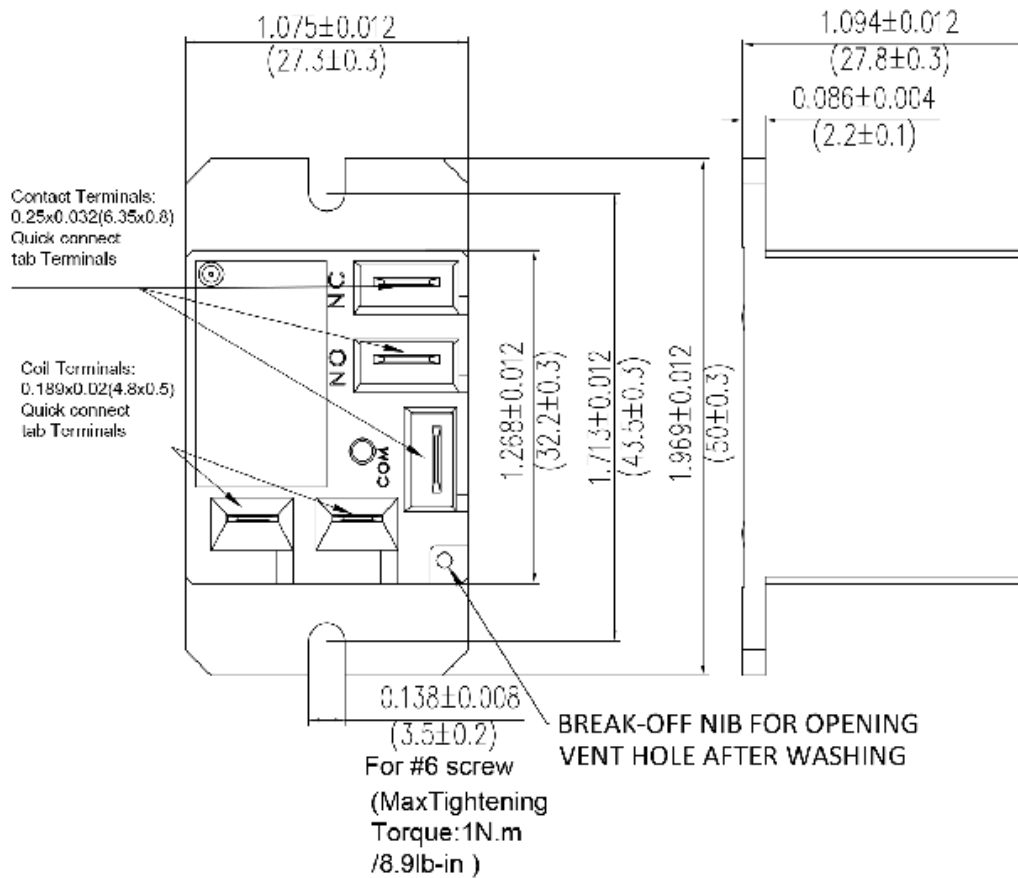 1.075±0.012
(27.3±0.3)
1.094±0.012
(27.8±0.3)
0.086±0.004
(2.2±0.1)
Contact Terminals:
0.25x0.032(6.35x0.8)
Quick connect
tab Terminals
NC
NO
COM
Coil Terminals:
0.189x0.02(4.8x0.5)
Quick connect
tab Terminals
1.268±0.012
(32.2±0.3)
1.713±0.012
(43.5±0.3)
1.969±0.012
(50±0.3)
0.138±0.008
(3.5±0.2)
For #6 screw
(MaxTightening
Torque:1N.m
/8.9lb-in )
BREAK-OFF NIB FOR OPENING
VENT HOLE AFTER WASHING